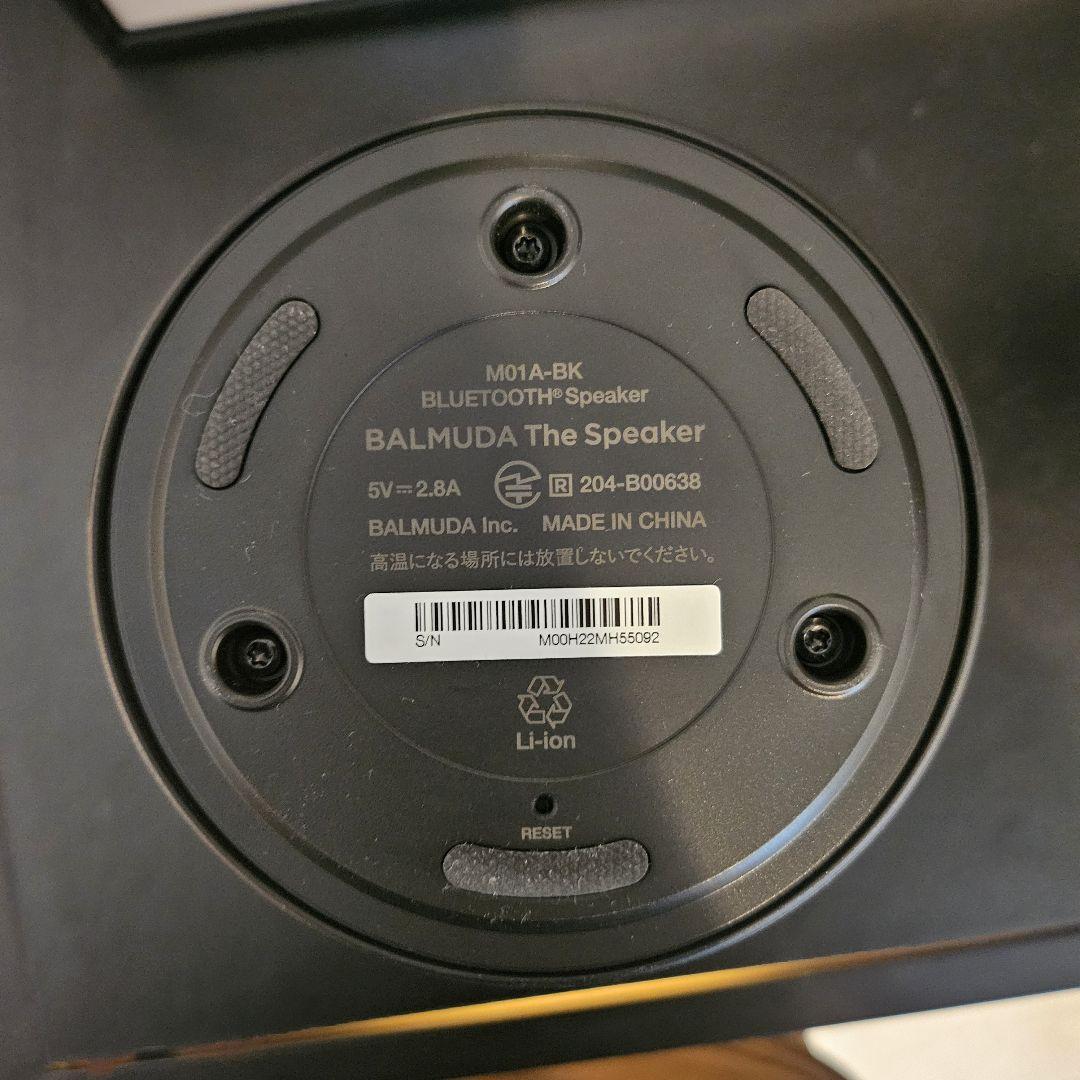 M01A-BK
BLUETOOTH® Speaker
BALMUDA The Speaker
5V⎓2.8A R 204-B00638
BALMUDA Inc. MADE IN CHINA
高温になる場所には放置しないでください。
S/N M00H22MH55092
Li-ion
RESET